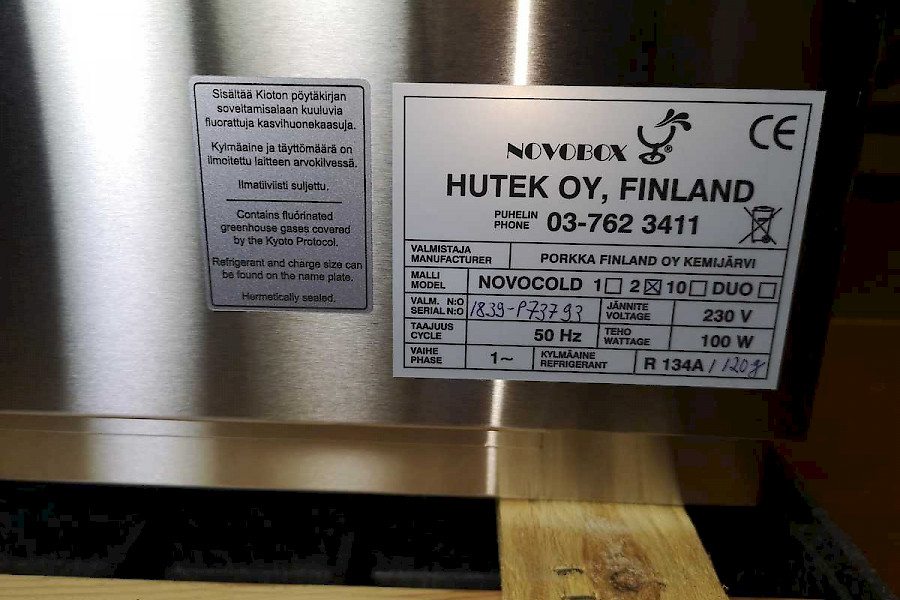 Sisältää Kioton pöytäkirjan
soveltamisalaan kuuluvia
fluorattuja kasvihuonekaasuja.
Kylmäaine ja täyttömäärä on
ilmoitettu laitteen arvokilvessä.
Ilmatiiviisti suljettu.
Contains fluorinated
greenhouse gases covered
by the Kyoto Protocol.
Refrigerant and charge size can
be found on the name plate.
Hermetically sealed.
NOVOBOX ® CE
HUTEK OY, FINLAND
PUHELIN
PHONE 03-762 3411
VALMISTAJA
MANUFACTURER PORKKA FINLAND OY KEMIJÄRVI
MALLI
MODEL NOVOCOLD 1☐ 2☒ 10☐ DUO ☐
VALM. N:O
SERIAL N:O 1839-P73793
JÄNNITE
VOLTAGE 230 V
TAAJUUS
CYCLE 50 Hz
TEHO
WATTAGE 100 W
VAIHE
PHASE 1~
KYLMÄAINE
REFRIGERANT R 134A / 120g